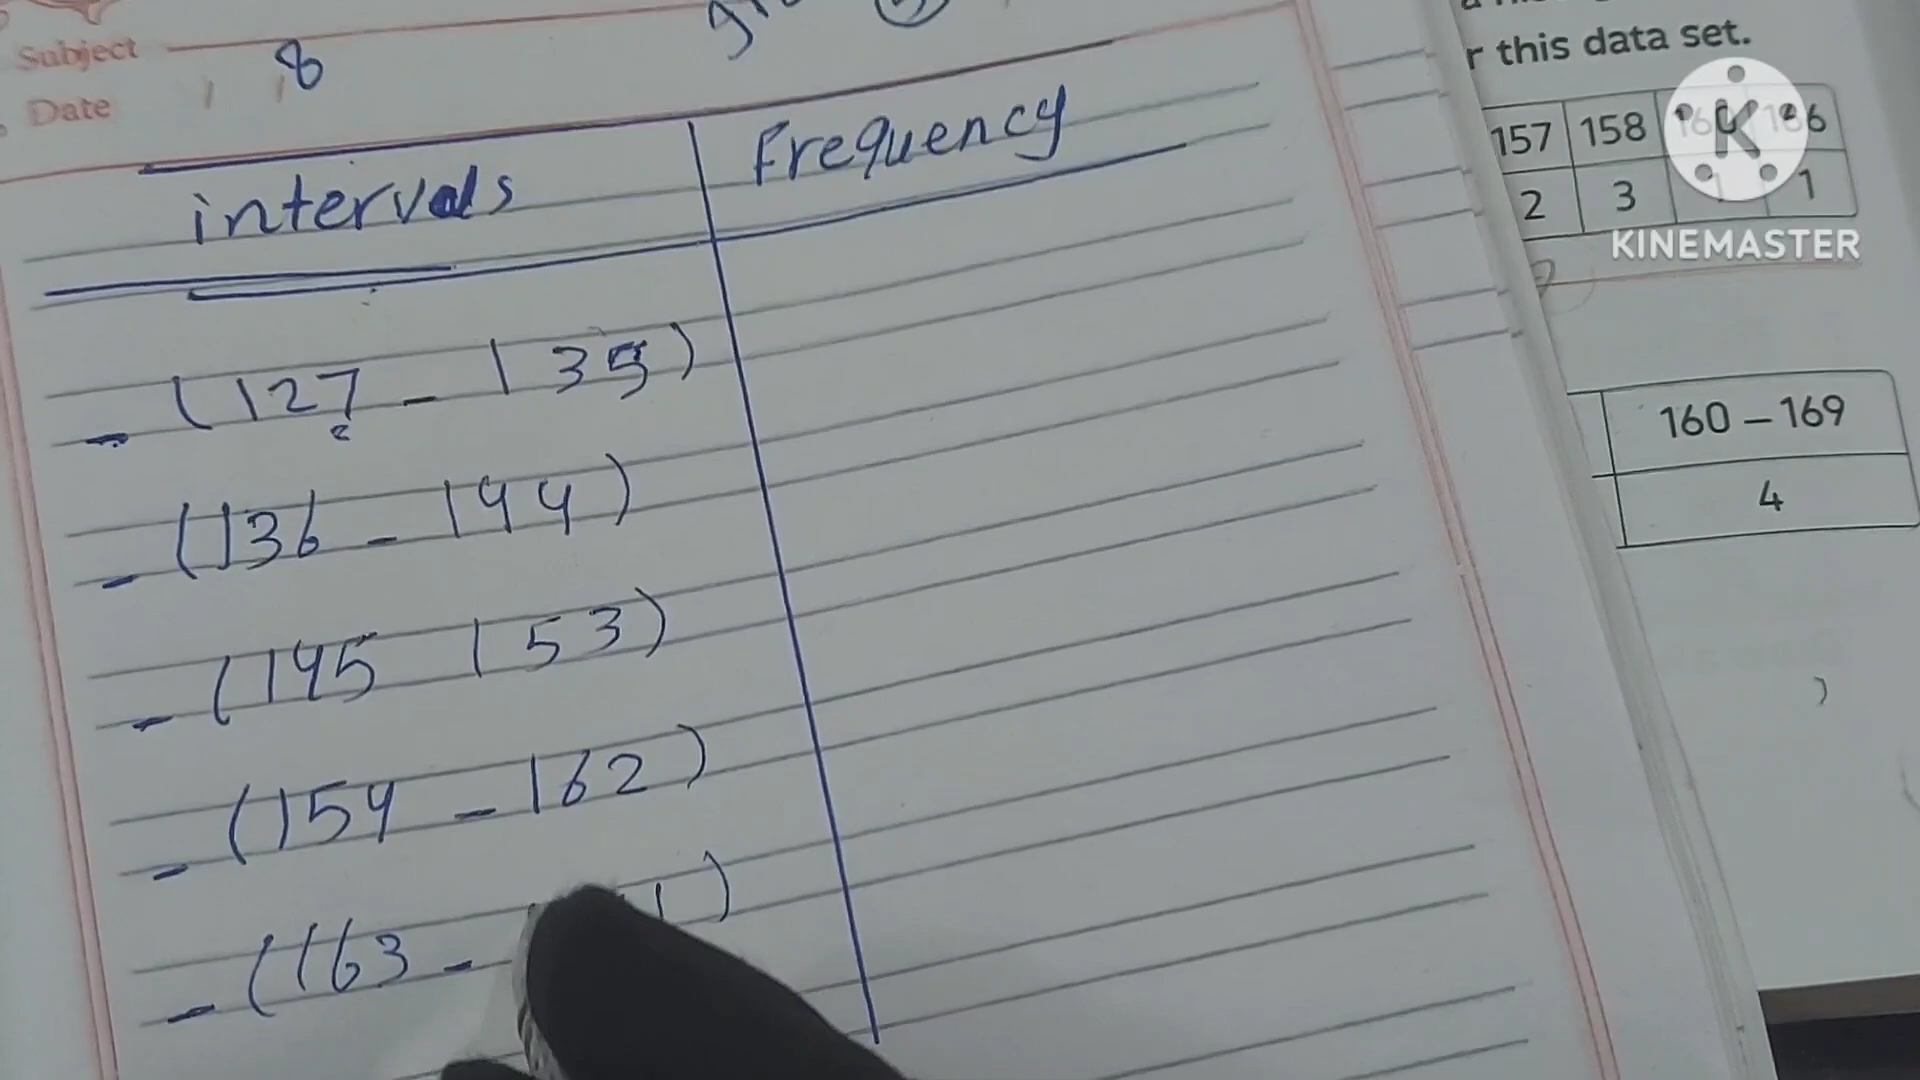 Subject
8
Date
intervals Frequency
(127 - 135)
(136 - 144)
(145 153)
(154 - 162)
(163 -
r this data set.
157 158
2 3 1 1
KINEMASTER
160 – 169
4